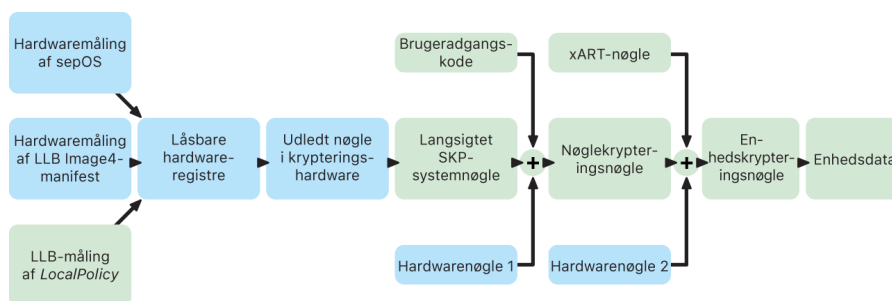 Hardwaremåling
af sepOS
Brugeradgangs-
kode
xART-nøgle
Hardwaremåling
af LLB Image4-
manifest
Låsbare
hardware-
registre
Udledt nøgle
i krypterings-
hardware
Langsigtet
SKP-
systemnøgle
+
Nøglekrypter-
ingsnøgle
+
En-
hedskrypter-
ingsnøgle
Enhedsdata
LLB-måling
af LocalPolicy
Hardwarenøgle 1
Hardwarenøgle 2